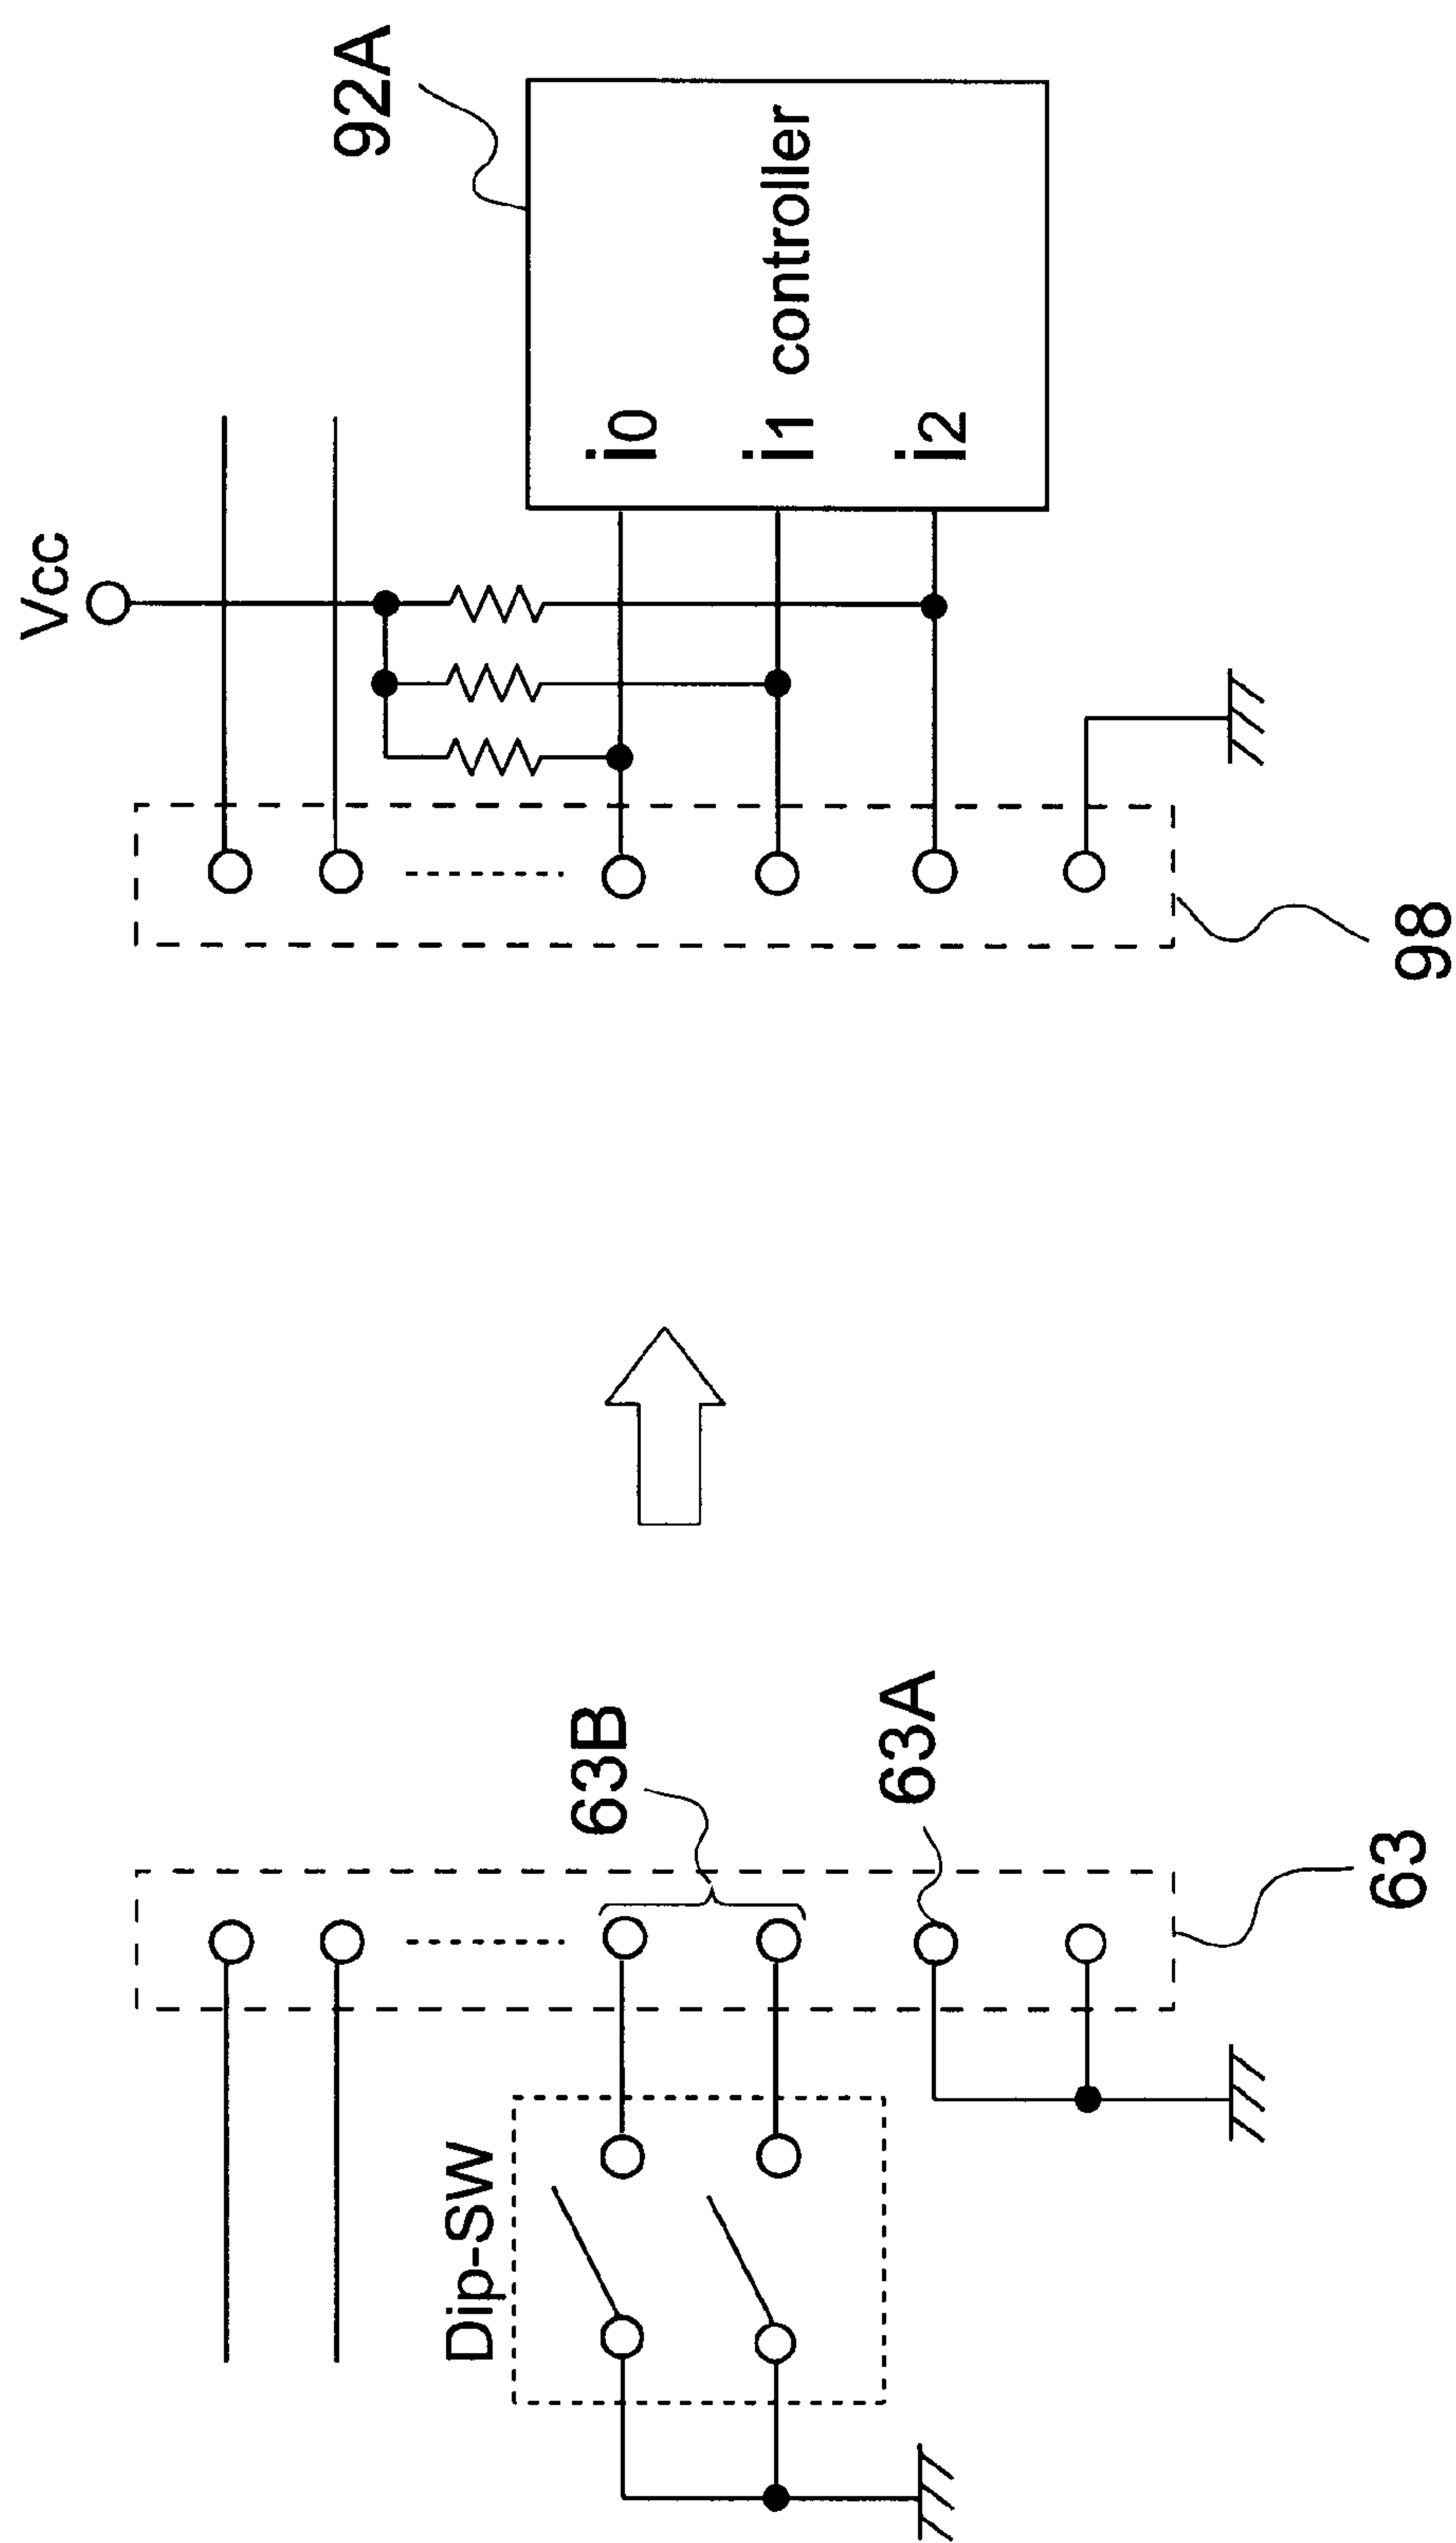 Vcc
92A
i0
i1 controller
i2
98
Dip-SW
63B
63A
63